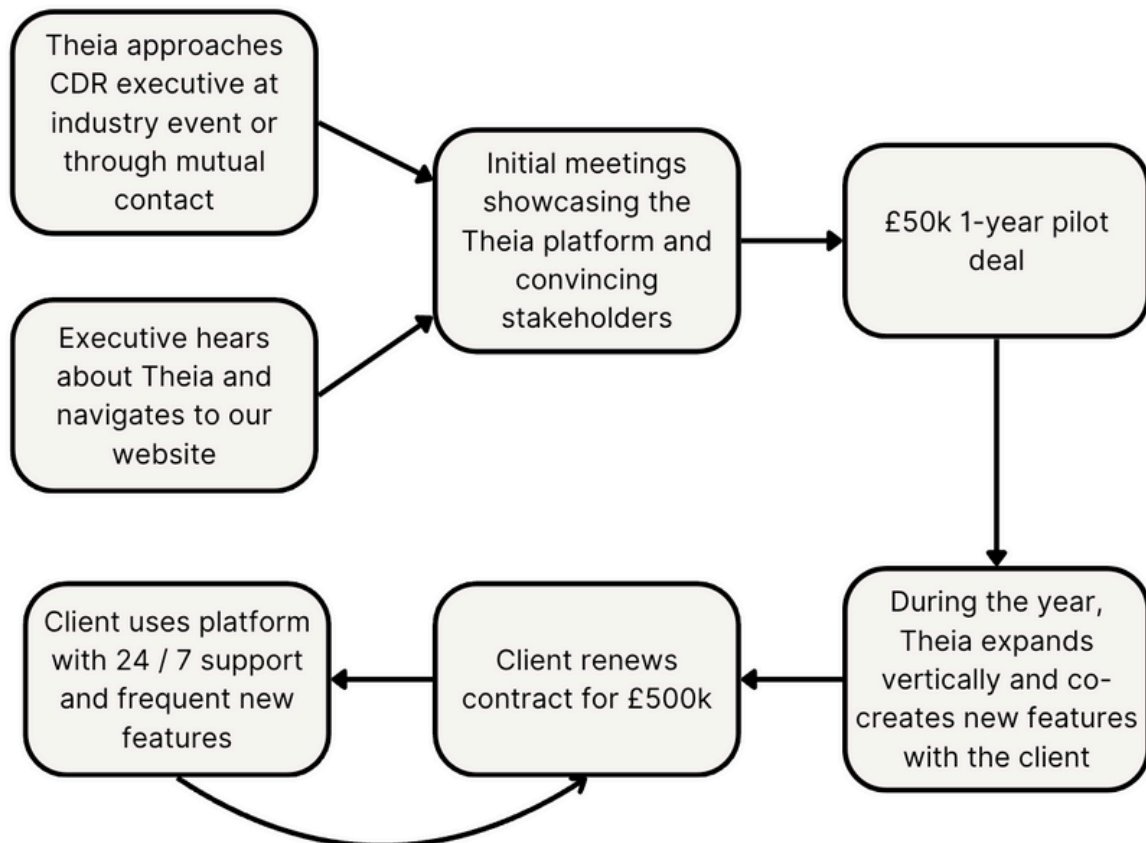 Theia approaches
CDR executive at
industry event or
through mutual
contact
Executive hears
about Theia and
navigates to our
website
Initial meetings
showcasing the
Theia platform and
convincing
stakeholders
£50k 1-year pilot
deal
During the year,
Theia expands
vertically and co-
creates new features
with the client
Client renews
contract for £500k
Client uses platform
with 24 / 7 support
and frequent new
features